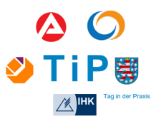 TiP
IHK
Tag in der Praxis